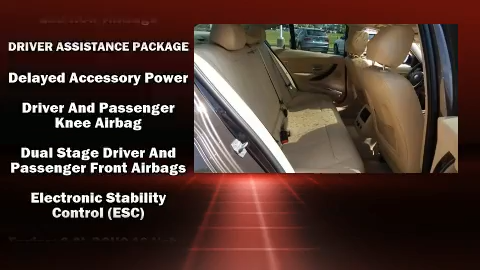 DRIVER ASSISTANCE PACKAGE
Delayed Accessory Power
Driver And Passenger
Knee Airbag
Dual Stage Driver And
Passenger Front Airbags
Electronic Stability
Control (ESC)